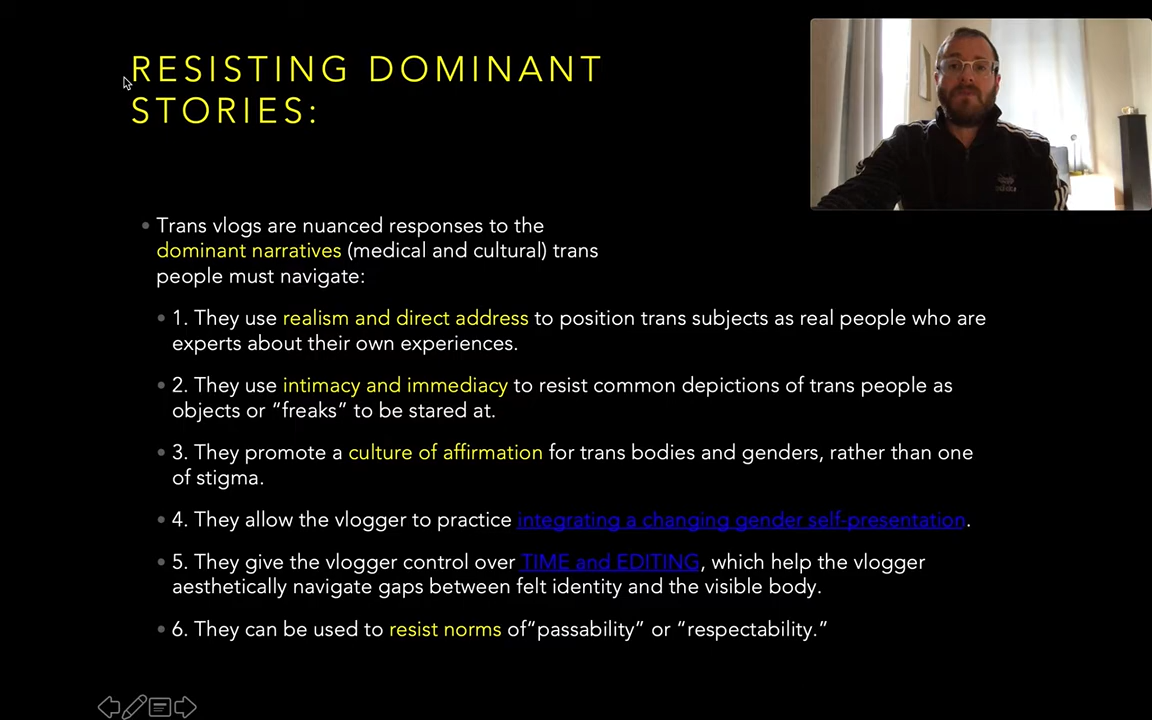 RESISTING DOMINANT
STORIES:
Trans vlogs are nuanced responses to the
dominant narratives (medical and cultural) trans
people must navigate:
1. They use realism and direct address to position trans subjects as real people who are
experts about their own experiences.
2. They use intimacy and immediacy to resist common depictions of trans people as
objects or “freaks” to be stared at.
3. They promote a culture of affirmation for trans bodies and genders, rather than one
of stigma.
4. They allow the vlogger to practice integrating a changing gender self-presentation.
5. They give the vlogger control over TIME and EDITING, which help the vlogger
aesthetically navigate gaps between felt identity and the visible body.
6. They can be used to resist norms of“passability” or “respectability.”